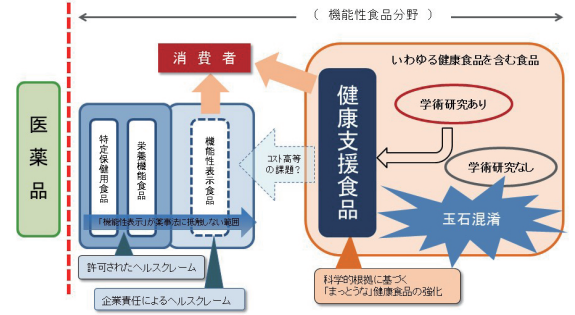 （ 機能性食品分野 ）
消費者
いわゆる健康食品を含む食品
医薬品
特定保健用食品
栄養機能食品
機能性表示食品
コスト高等
の課題？
健康支援食品
学術研究あり
学術研究なし
玉石混淆
「機能性表示」が薬事法に抵触しない範囲
許可されたヘルスクレーム
企業責任によるヘルスクレーム
科学的根拠に基づく
「まっとうな」健康食品の強化